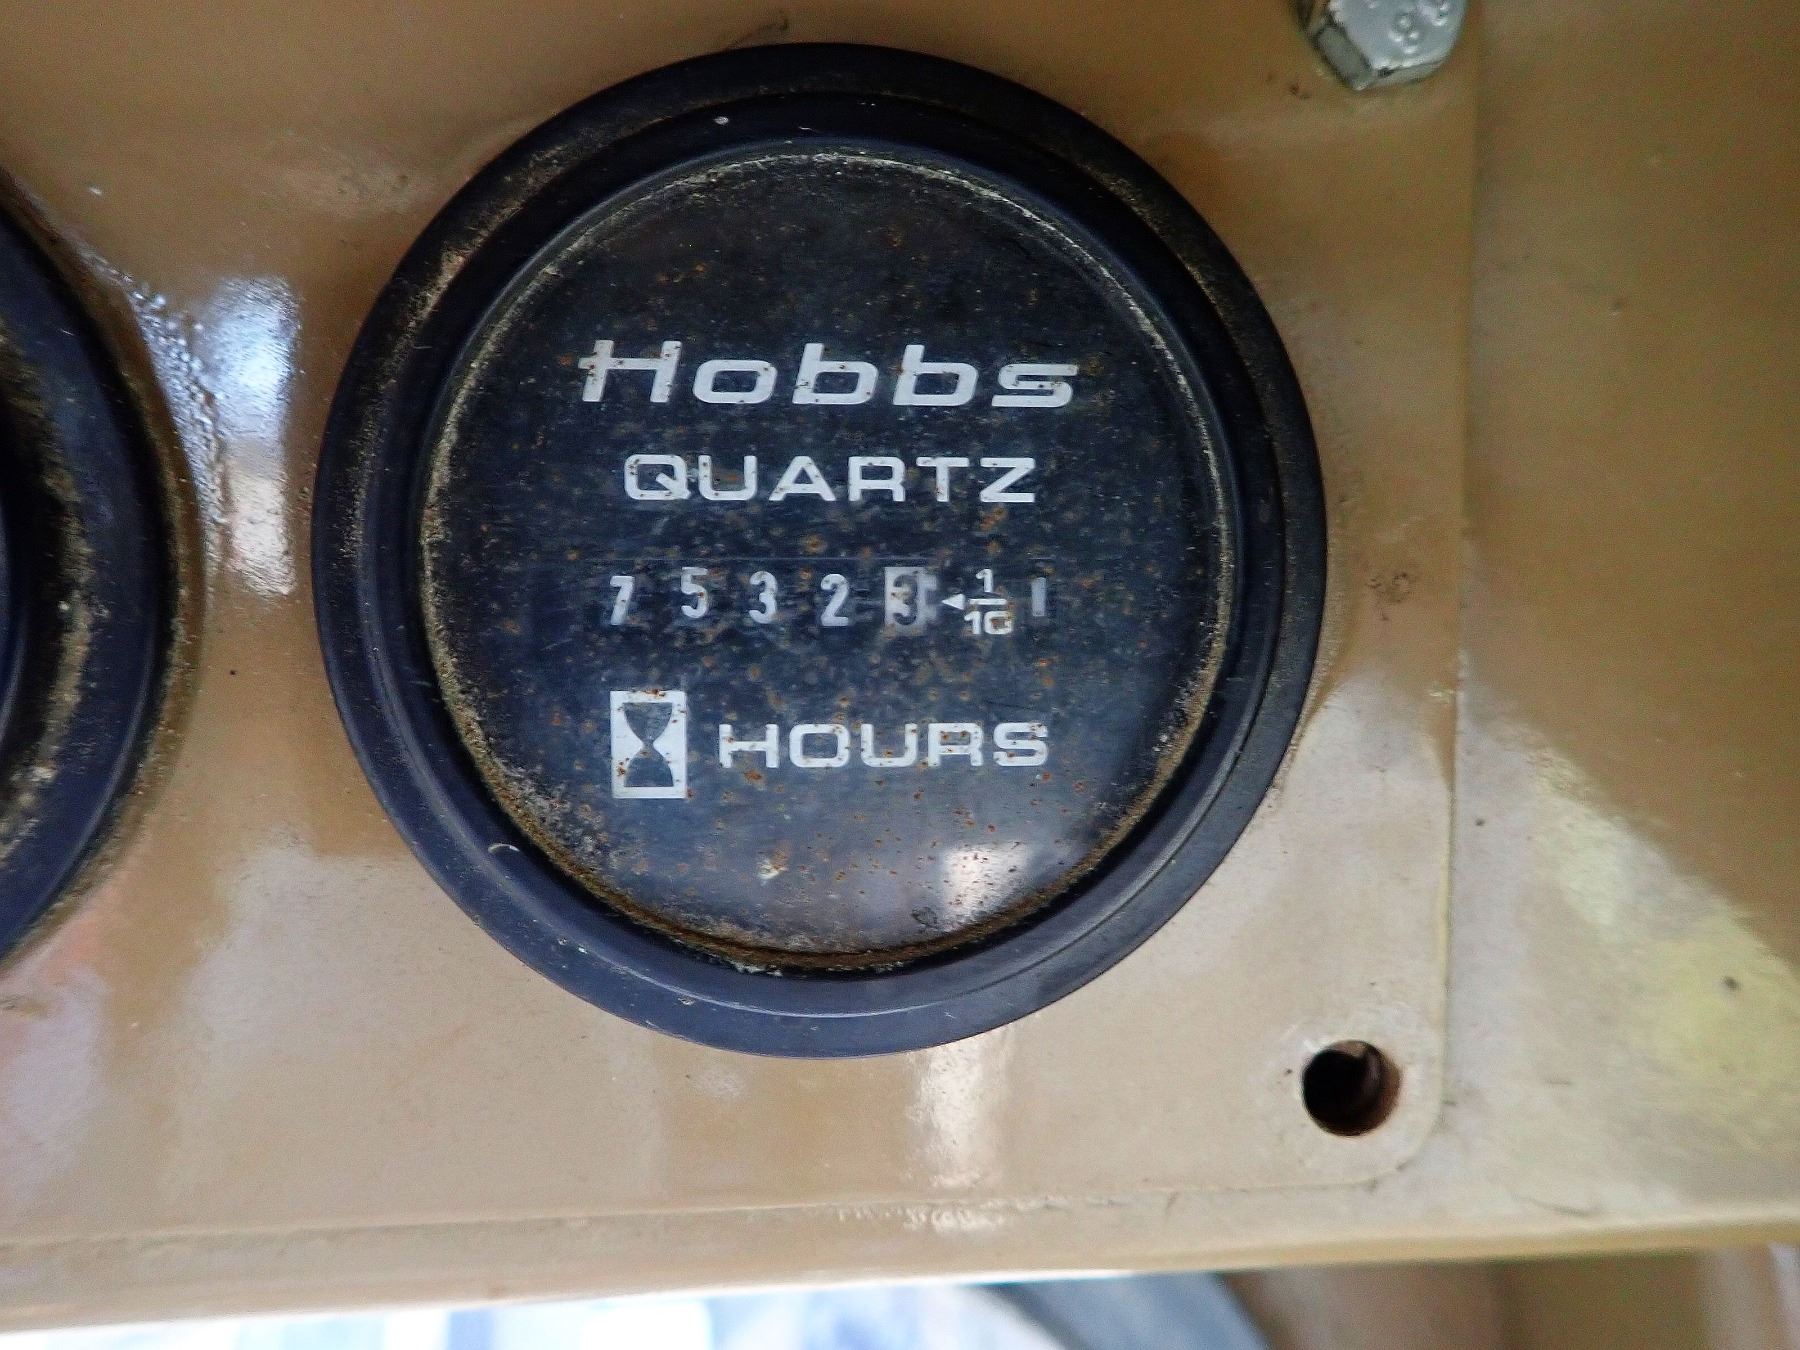 Hobbs
QUARTZ
7 5 3 2 3 ◄ 1/10
HOURS